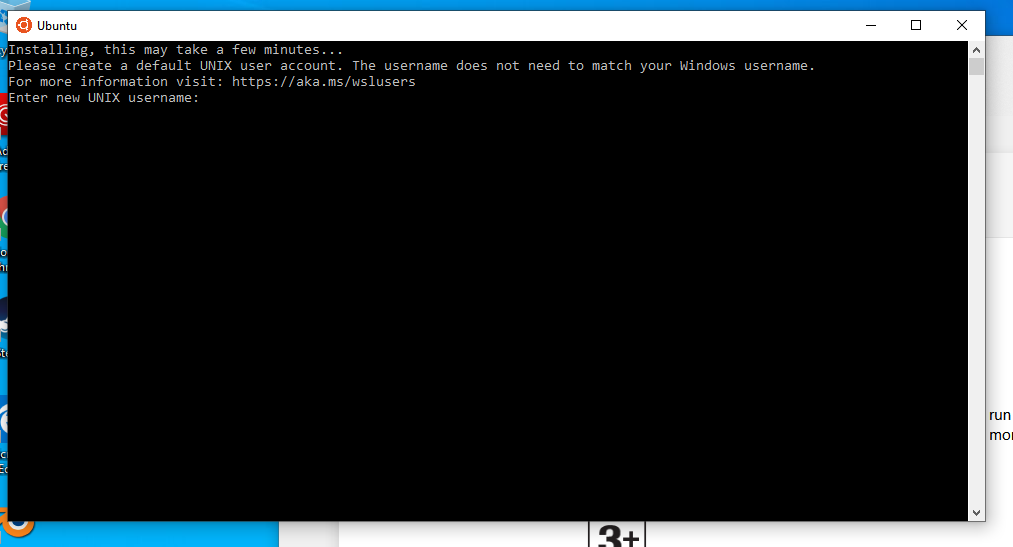 Ubuntu
Installing, this may take a few minutes...
Please create a default UNIX user account. The username does not need to match your Windows username.
For more information visit: https://aka.ms/wslusers
Enter new UNIX username:
run
3+